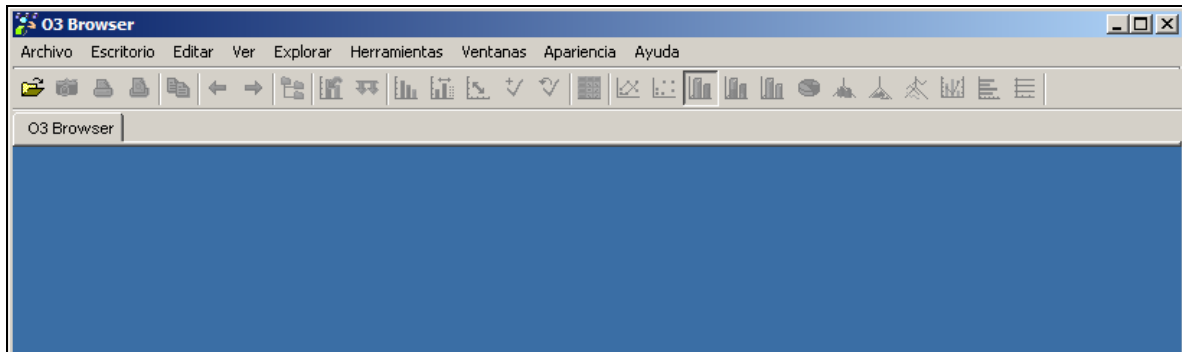 O3 Browser
Archivo Escritorio Editar Ver Explorar Herramientas Ventanas Apariencia Ayuda
O3 Browser